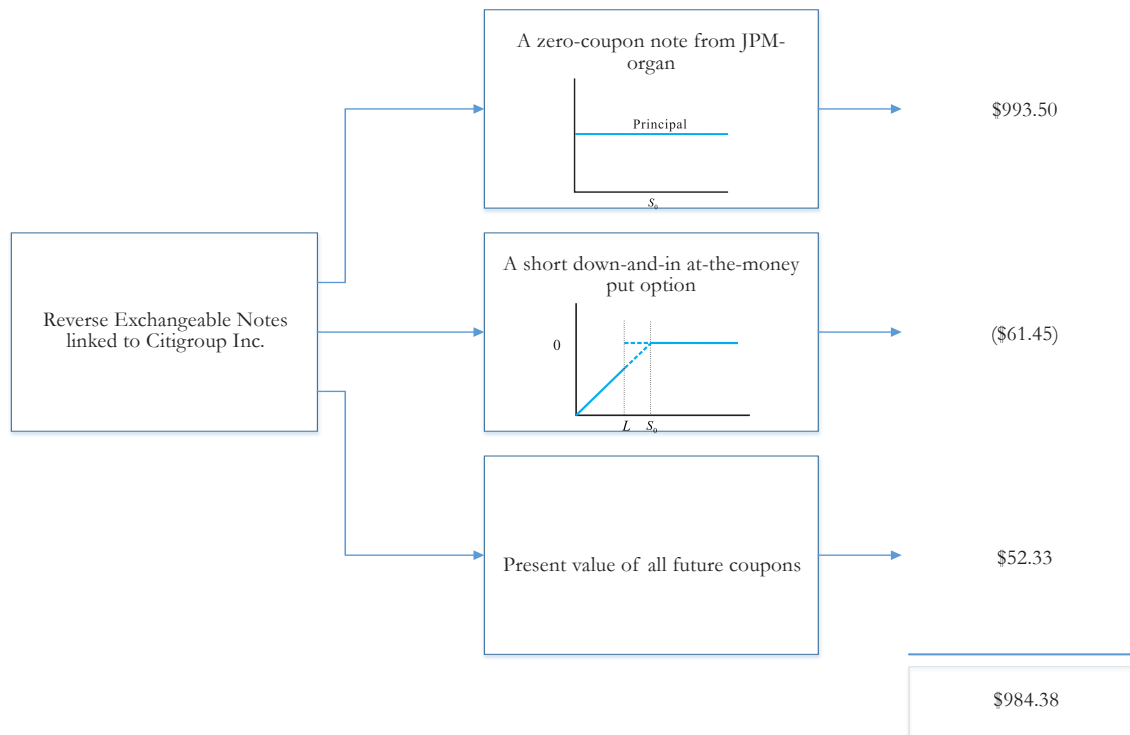 A zero-coupon note from JPM-
organ
Principal
S₀
$993.50
Reverse Exchangeable Notes
linked to Citigroup Inc.
A short down-and-in at-the-money
put option
0
L S₀
($61.45)
Present value of all future coupons
$52.33
$984.38